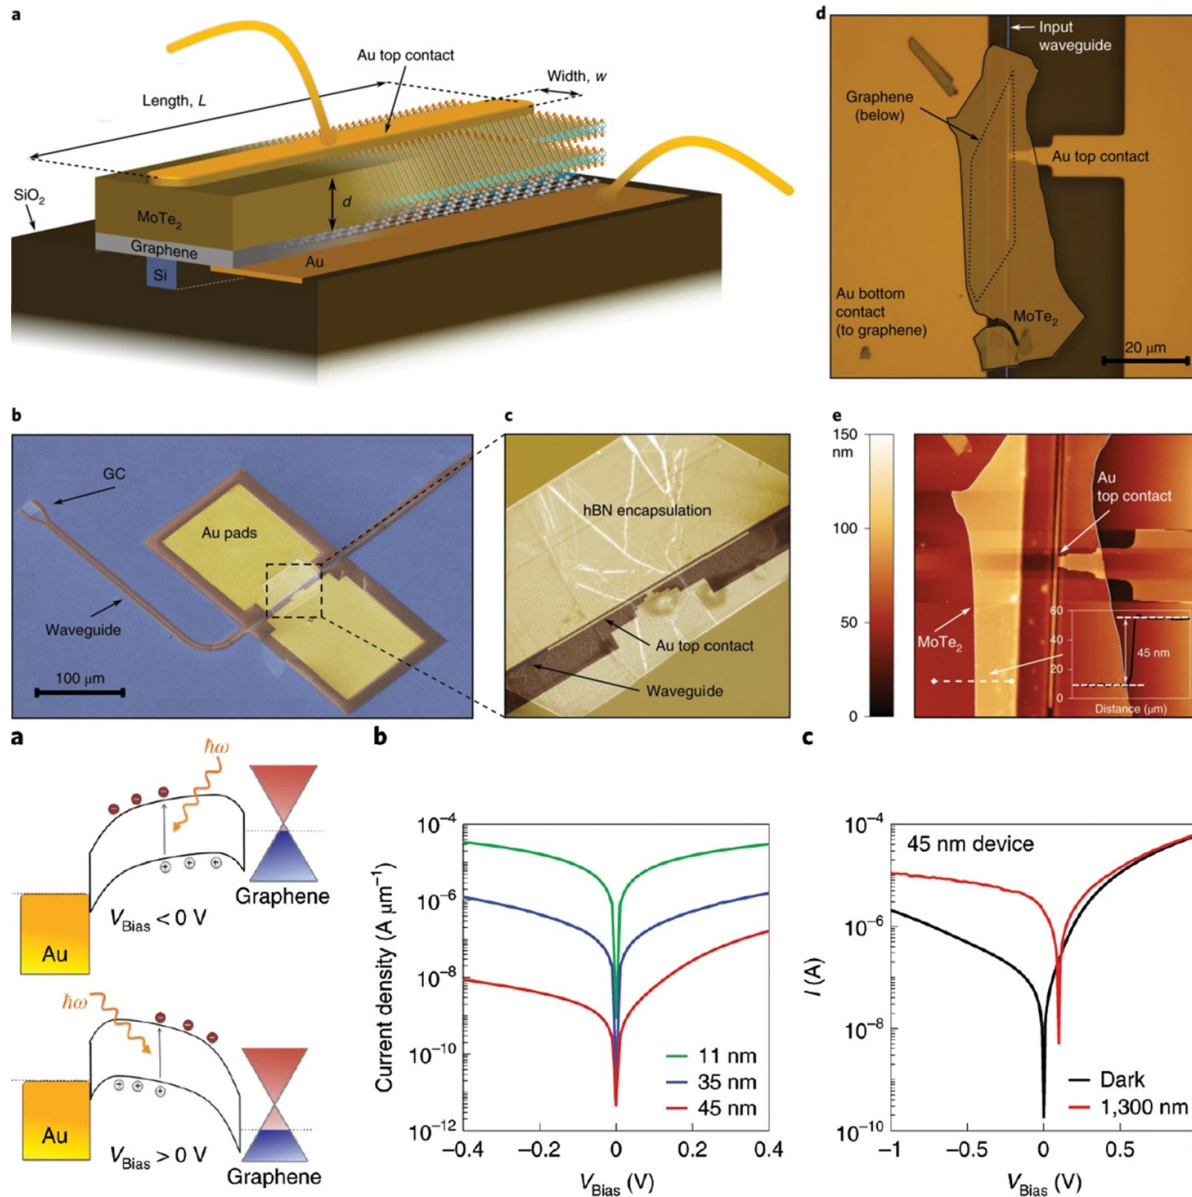 a
Au top contact
Length, L
Width, w
SiO₂
d
MoTe₂
Graphene
Si
Au
d
Input
waveguide
Graphene
(below)
Au top contact
Au bottom
contact
(to graphene)
MoTe₂
20 μm
b
GC
Au pads
Waveguide
100 μm
c
hBN encapsulation
Au top contact
Waveguide
e
150
nm
100
50
0
Au
top contact
MoTe₂
60
40
20
0
45 nm
Distance (μm)
a
ħω
Graphene
V_Bias < 0 V
Au
ħω
Au
V_Bias > 0 V
Graphene
b
Current density (A μm⁻¹)
10⁻⁴
10⁻⁶
10⁻⁸
10⁻¹⁰
10⁻¹²
11 nm
35 nm
45 nm
−0.4
−0.2
0
0.2
0.4
V_Bias (V)
c
I (A)
10⁻⁴
10⁻⁶
10⁻⁸
10⁻¹⁰
45 nm device
Dark
1,300 nm
−1
−0.5
0
0.5
V_Bias (V)